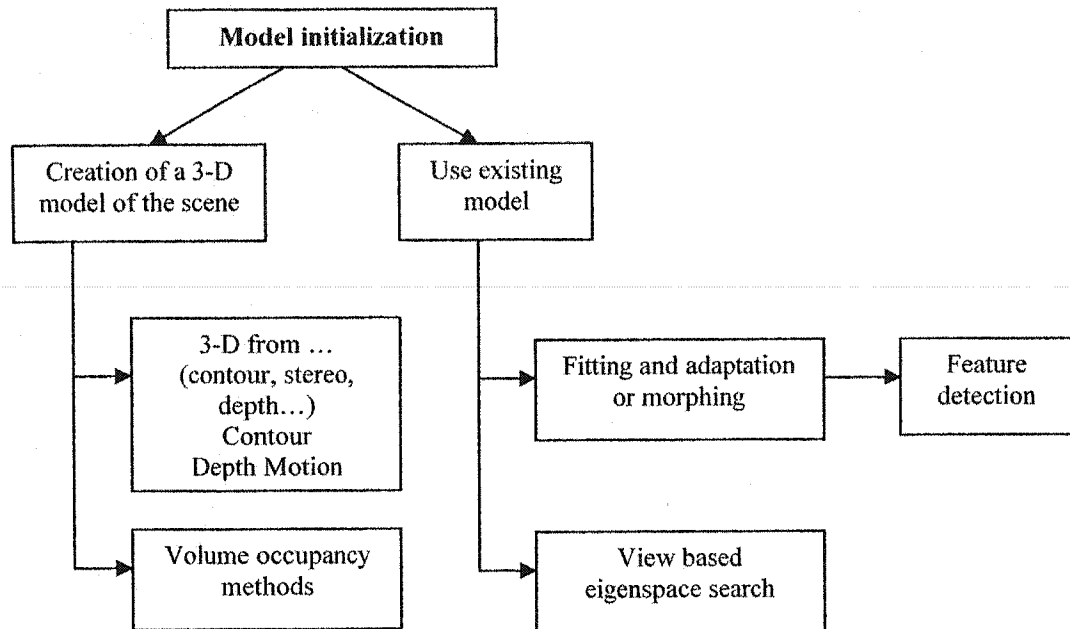 Model initialization
Creation of a 3-D
model of the scene
Use existing
model
3-D from …
(contour, stereo,
depth…)
Contour
Depth Motion
Fitting and adaptation
or morphing
Feature
detection
Volume occupancy
methods
View based
eigenspace search